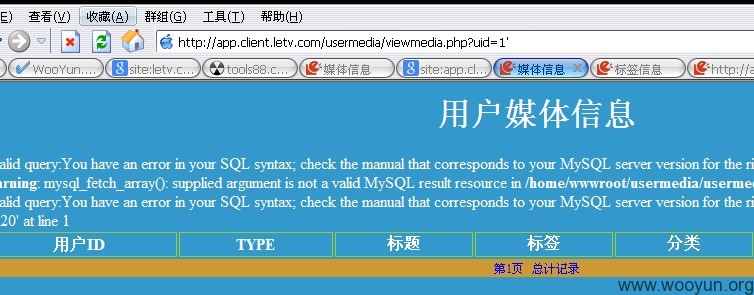 E) 查看(V) 收藏(A) 群组(G) 工具(T) 帮助(H)
http://app.client.letv.com/usermedia/viewmedia.php?uid=1'
WooYun.... site:letv.c... tools88.c... 媒体信息 site:app.cl... 媒体信息 标签信息 http://a
用户媒体信息
alid query:You have an error in your SQL syntax; check the manual that corresponds to your MySQL server version for the ri
arning: mysql_fetch_array(): supplied argument is not a valid MySQL result resource in /home/wwwroot/usermedia/userme
alid query:You have an error in your SQL syntax; check the manual that corresponds to your MySQL server version for the ri
20' at line 1
用户ID TYPE 标题 标签 分类
第1页 总计记录
www.wooyun.org